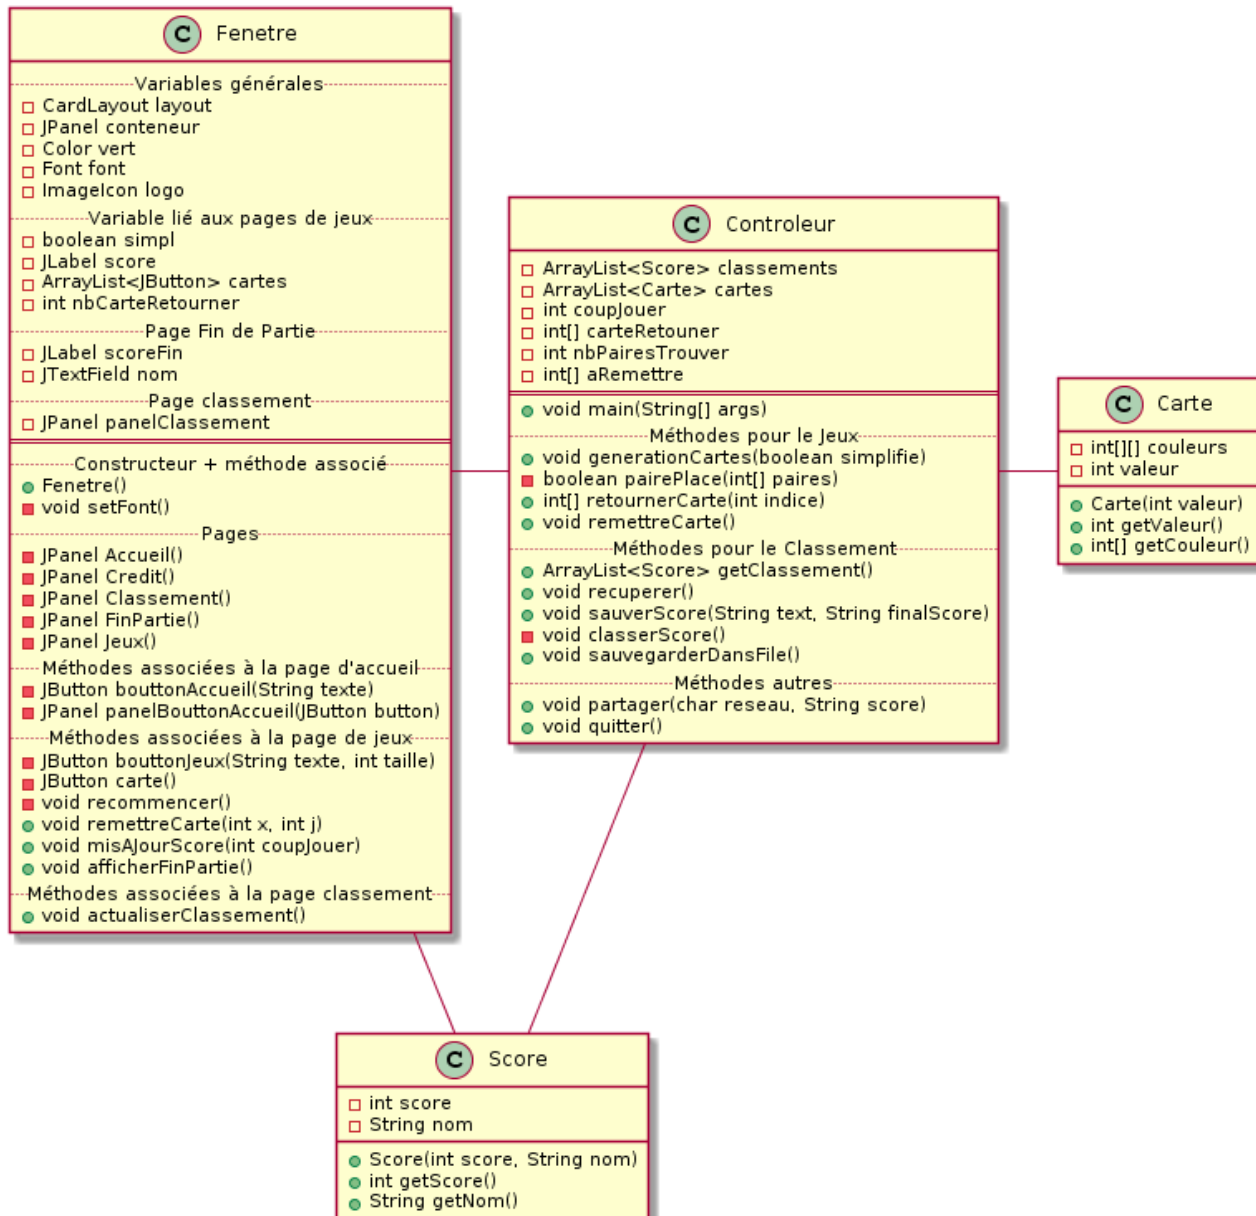 C Fenetre
Variables générales
CardLayout layout
JPanel conteneur
Color vert
Font font
ImageIcon logo
Variable lié aux pages de jeux
boolean simpl
JLabel score
ArrayList<JButton> cartes
int nbCarteRetourner
Page Fin de Partie
JLabel scoreFin
JTextField nom
Page classement
JPanel panelClassement
Constructeur + méthode associé
Fenetre()
void setFont()
Pages
JPanel Accueil()
JPanel Credit()
JPanel Classement()
JPanel FinPartie()
JPanel Jeux()
Méthodes associées à la page d'accueil
JButton bouttonAccueil(String texte)
JPanel panelBouttonAccueil(JButton button)
Méthodes associées à la page de jeux
JButton bouttonJeux(String texte, int taille)
JButton carte()
void recommencer()
void remettreCarte(int x, int j)
void misAJourScore(int coupJouer)
void afficherFinPartie()
Méthodes associées à la page classement
void actualiserClassement()
C Controleur
ArrayList<Score> classements
ArrayList<Carte> cartes
int coupJouer
int[] carteRetouner
int nbPairesTrouver
int[] aRemettre
void main(String[] args)
Méthodes pour le Jeux
void generationCartes(boolean simplifie)
boolean pairePlace(int[] paires)
int[] retournerCarte(int indice)
void remettreCarte()
Méthodes pour le Classement
ArrayList<Score> getClassement()
void recuperer()
void sauverScore(String text, String finalScore)
void classerScore()
void sauvegarderDansFile()
Méthodes autres
void partager(char reseau, String score)
void quitter()
C Carte
int[][] couleurs
int valeur
Carte(int valeur)
int getValeur()
int[] getCouleur()
C Score
int score
String nom
Score(int score, String nom)
int getScore()
String getNom()